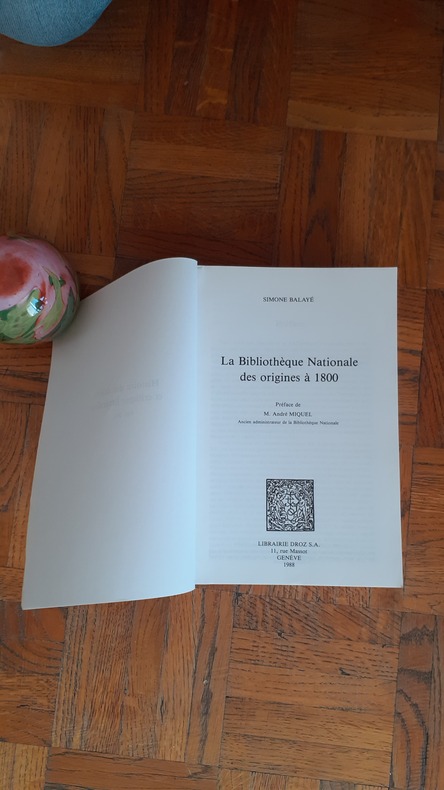 SIMONE BALAYÉ
La Bibliothèque Nationale
des origines à 1800
Préface de
M. André MIQUEL
Ancien administrateur de la Bibliothèque Nationale
LIBRAIRIE DROZ S.A.
11, rue Massot
GENÈVE
1988